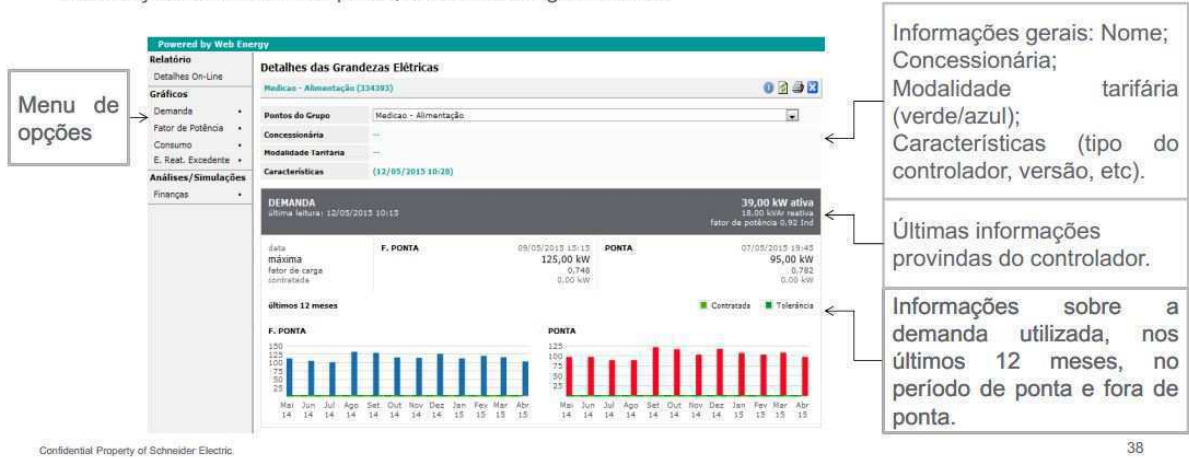 Powered by Web Energy
Relatório
Detalhes On-Line
Gráficos
Demanda
Fator de Potência
Consumo
E. Reat. Excedente
Análises/Simulações
Finanças
Menu de
opções
Detalhes das Grandezas Elétricas
Medicao - Alimentação (334393)
Pontos do Grupo Medicao - Alimentação
Concessionária --
Modalidade Tarifária --
Características (12/05/2015 10:28)
DEMANDA
última leitura: 12/05/2015 10:15
39,00 kW ativa
18,00 kVAr reativa
fator de potência 0,92 Ind
data F. PONTA 09/05/2015 15:15 PONTA 07/05/2015 19:45
máxima 125,00 kW 95,00 kW
fator de carga 0,748 0,782
contratada 0,00 kW 0,00 kW
últimos 12 meses Contratada Tolerância
F. PONTA
150
125
100
75
50
25
Mai Jun Jul Ago Set Out Nov Dez Jan Fev Mar Abr
14 14 14 14 14 14 14 14 15 15 15 15
PONTA
125
100
75
50
25
Mai Jun Jul Ago Set Out Nov Dez Jan Fev Mar Abr
14 14 14 14 14 14 14 14 15 15 15 15
Informações gerais: Nome;
Concessionária;
Modalidade tarifária
(verde/azul);
Características (tipo do
controlador, versão, etc).
Últimas informações
provindas do controlador.
Informações sobre a
demanda utilizada, nos
últimos 12 meses, no
período de ponta e fora de
ponta.
Confidential Property of Schneider Electric
38